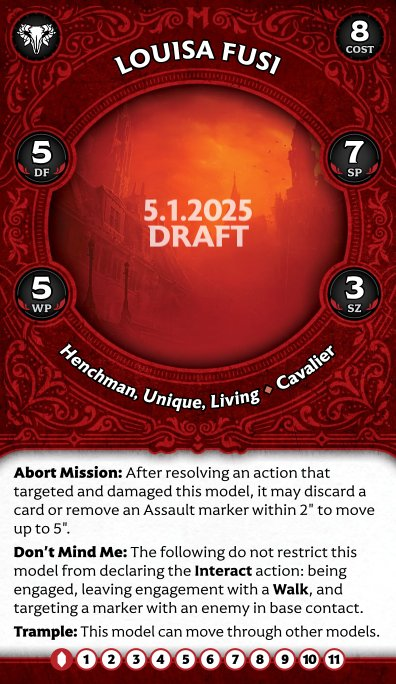 8
COST
LOUISA FUSI
5
DF
7
SP
5.1.2025
DRAFT
5
WP
3
SZ
Henchman, Unique, Living ♦ Cavalier
Abort Mission: After resolving an action that
targeted and damaged this model, it may discard a
card or remove an Assault marker within 2" to move
up to 5".
Don't Mind Me: The following do not restrict this
model from declaring the Interact action: being
engaged, leaving engagement with a Walk, and
targeting a marker with an enemy in base contact.
Trample: This model can move through other models.
1 2 3 4 5 6 7 8 9 10 11